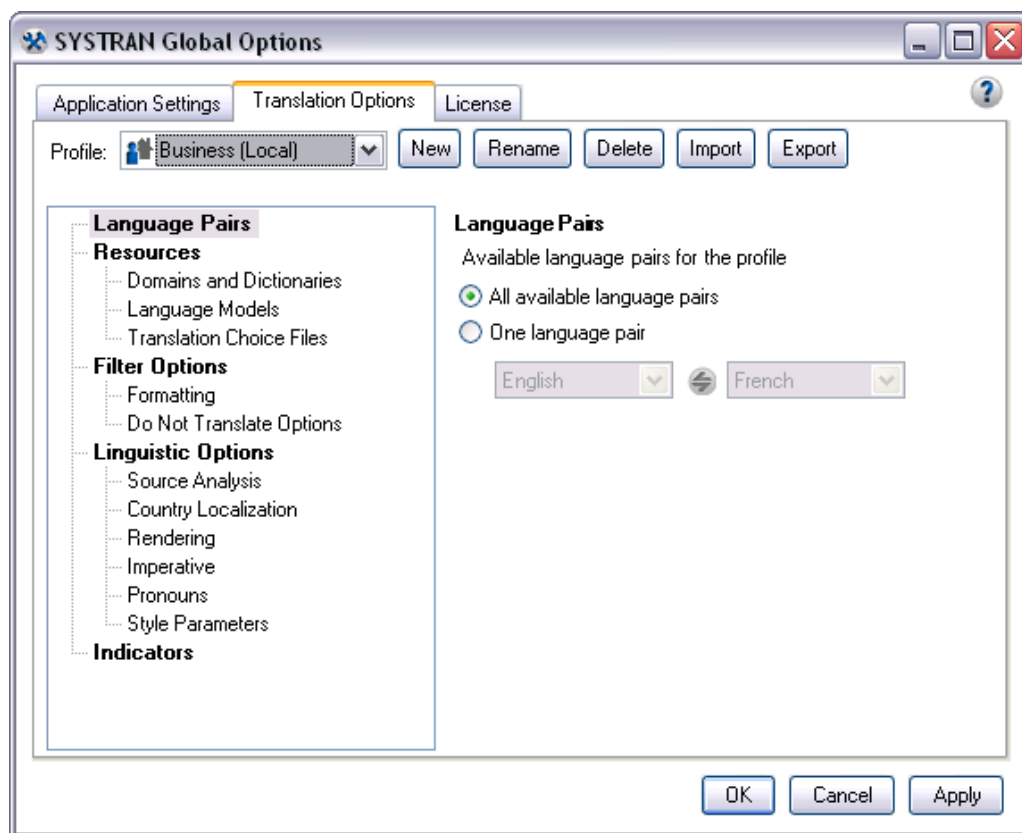 SYSTRAN Global Options
Application Settings Translation Options License ?
Profile: Business (Local) New Rename Delete Import Export
Language Pairs
Resources
Domains and Dictionaries
Language Models
Translation Choice Files
Filter Options
Formatting
Do Not Translate Options
Linguistic Options
Source Analysis
Country Localization
Rendering
Imperative
Pronouns
Style Parameters
Indicators
Language Pairs
Available language pairs for the profile
All available language pairs
One language pair
English French
OK Cancel Apply